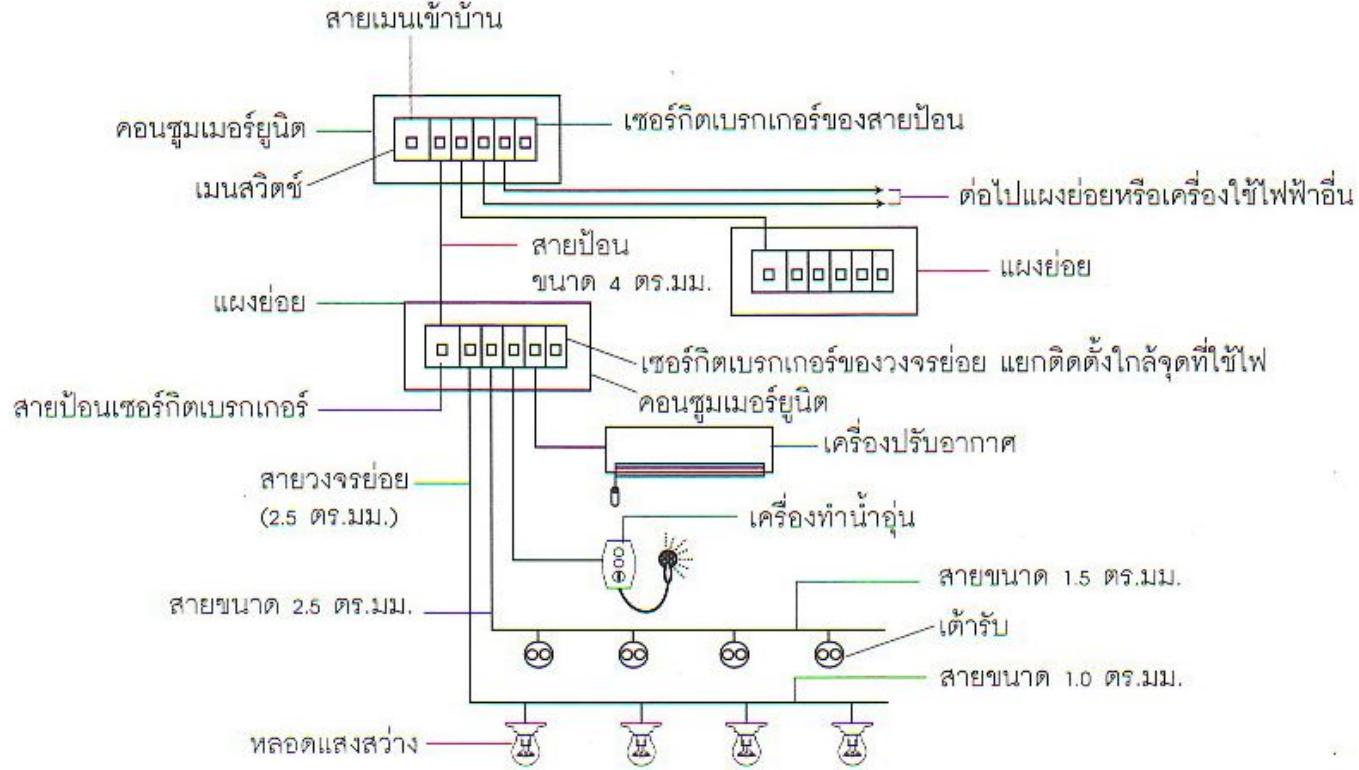 สายเมนเข้าบ้าน
คอนซูมเมอร์ยูนิต
เซอร์กิตเบรกเกอร์ของสายป้อน
เมนสวิตช์
ต่อไปแผงย่อยหรือเครื่องใช้ไฟฟ้าอื่น
สายป้อน
ขนาด 4 ตร.มม.
แผงย่อย
แผงย่อย
เซอร์กิตเบรกเกอร์ของวงจรย่อย แยกติดตั้งใกล้จุดที่ใช้ไฟ
คอนซูมเมอร์ยูนิต
สายป้อนเซอร์กิตเบรกเกอร์
เครื่องปรับอากาศ
สายวงจรย่อย
(2.5 ตร.มม.)
เครื่องทำน้ำอุ่น
สายขนาด 1.5 ตร.มม.
สายขนาด 2.5 ตร.มม.
เต้ารับ
สายขนาด 1.0 ตร.มม.
หลอดแสงสว่าง